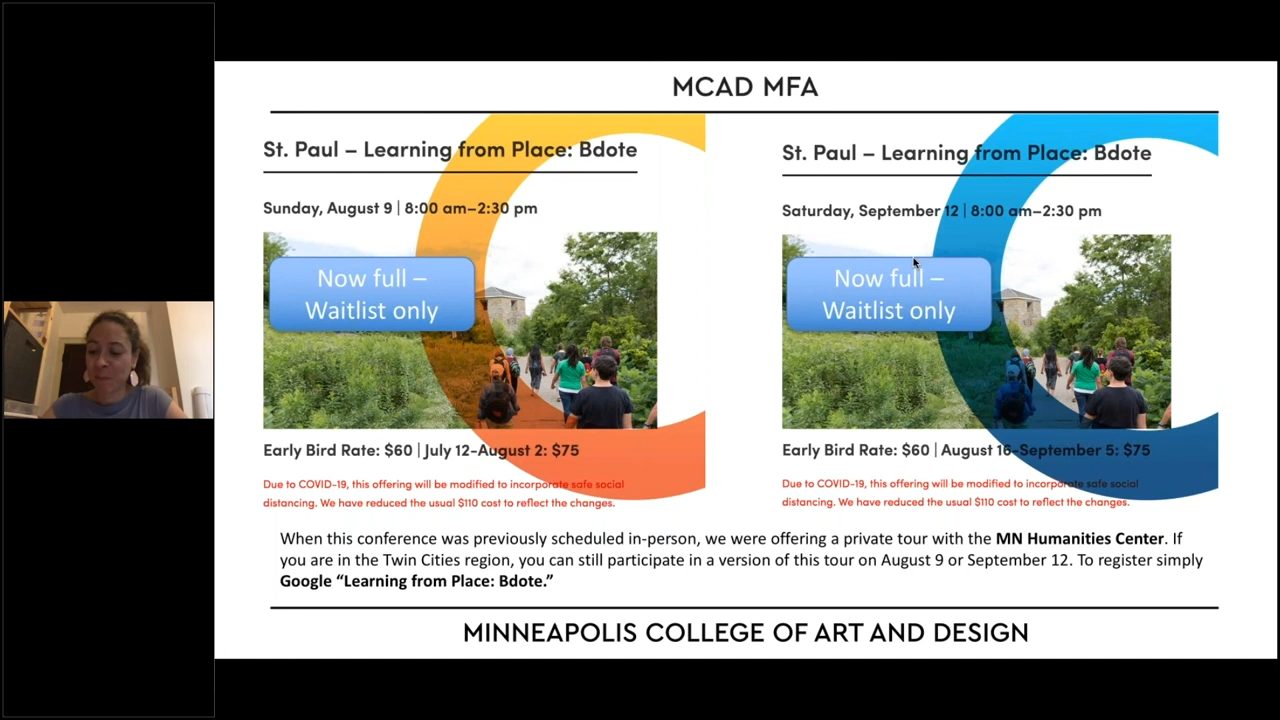 MCAD MFA
St. Paul – Learning from Place: Bdote
Sunday, August 9 | 8:00 am–2:30 pm
Now full –
Waitlist only
Early Bird Rate: $60 | July 12–August 2: $75
Due to COVID-19, this offering will be modified to incorporate safe social
distancing. We have reduced the usual $110 cost to reflect the changes.
St. Paul – Learning from Place: Bdote
Saturday, September 12 | 8:00 am–2:30 pm
Now full –
Waitlist only
Early Bird Rate: $60 | August 16–September 5: $75
Due to COVID-19, this offering will be modified to incorporate safe social
distancing. We have reduced the usual $110 cost to reflect the changes.
When this conference was previously scheduled in-person, we were offering a private tour with the MN Humanities Center. If
you are in the Twin Cities region, you can still participate in a version of this tour on August 9 or September 12. To register simply
Google “Learning from Place: Bdote.”
MINNEAPOLIS COLLEGE OF ART AND DESIGN